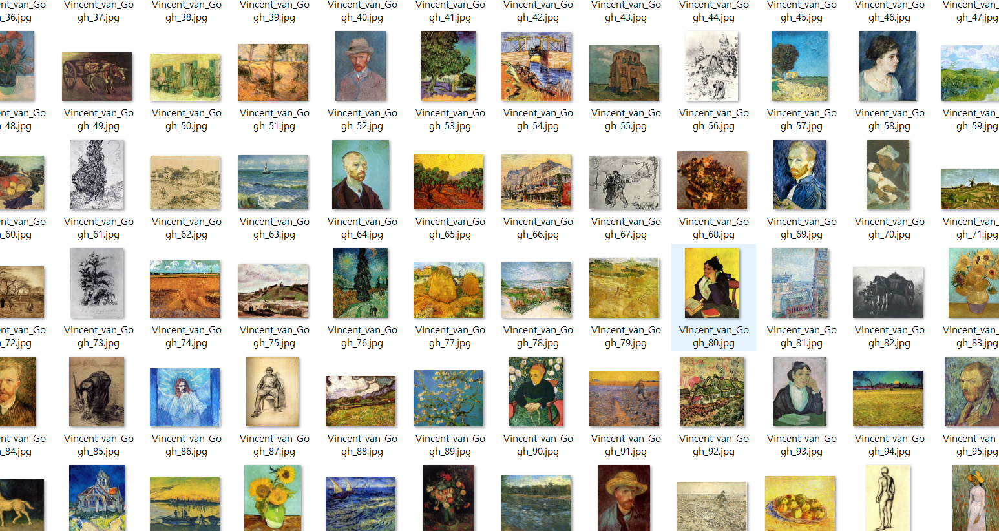 ent_van_Go Vincent_van_Go Vincent_van_Go Vincent_van_Go Vincent_van_Go Vincent_van_Go Vincent_van_Go Vincent_van_Go Vincent_van_Go Vincent_van_Go Vincent_van_Go Vincent_van_
_36.jpg gh_37.jpg gh_38.jpg gh_39.jpg gh_40.jpg gh_41.jpg gh_42.jpg gh_43.jpg gh_44.jpg gh_45.jpg gh_46.jpg gh_47.jpg
ent_van_Go Vincent_van_Go Vincent_van_Go Vincent_van_Go Vincent_van_Go Vincent_van_Go Vincent_van_Go Vincent_van_Go Vincent_van_Go Vincent_van_Go Vincent_van_Go Vincent_van_
_48.jpg gh_49.jpg gh_50.jpg gh_51.jpg gh_52.jpg gh_53.jpg gh_54.jpg gh_55.jpg gh_56.jpg gh_57.jpg gh_58.jpg gh_59.jpg
ent_van_Go Vincent_van_Go Vincent_van_Go Vincent_van_Go Vincent_van_Go Vincent_van_Go Vincent_van_Go Vincent_van_Go Vincent_van_Go Vincent_van_Go Vincent_van_Go Vincent_van_
_60.jpg gh_61.jpg gh_62.jpg gh_63.jpg gh_64.jpg gh_65.jpg gh_66.jpg gh_67.jpg gh_68.jpg gh_69.jpg gh_70.jpg gh_71.jpg
ent_van_Go Vincent_van_Go Vincent_van_Go Vincent_van_Go Vincent_van_Go Vincent_van_Go Vincent_van_Go Vincent_van_Go Vincent_van_Go Vincent_van_Go Vincent_van_Go Vincent_van_
_72.jpg gh_73.jpg gh_74.jpg gh_75.jpg gh_76.jpg gh_77.jpg gh_78.jpg gh_79.jpg gh_80.jpg gh_81.jpg gh_82.jpg gh_83.jpg
ent_van_Go Vincent_van_Go Vincent_van_Go Vincent_van_Go Vincent_van_Go Vincent_van_Go Vincent_van_Go Vincent_van_Go Vincent_van_Go Vincent_van_Go Vincent_van_Go Vincent_van_
_84.jpg gh_85.jpg gh_86.jpg gh_87.jpg gh_88.jpg gh_89.jpg gh_90.jpg gh_91.jpg gh_92.jpg gh_93.jpg gh_94.jpg gh_95.jpg